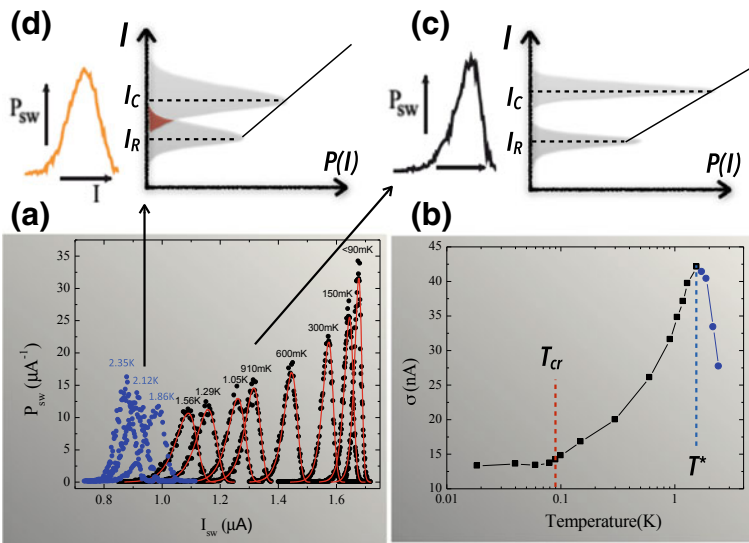 (d)
I
I_C
I_R
P_sw
I
P(I)
(c)
I
I_C
I_R
P_sw
I
P(I)
(a)
P_sw (μA⁻¹)
35
30
25
20
15
10
5
0
0.8
1.0
1.2
1.4
1.6
I_sw (μA)
2.35K
2.12K
1.86K
1.56K
1.29K
1.05K
910mK
600mK
300mK
150mK
<90mK
(b)
σ (nA)
45
40
35
30
25
20
15
10
0.01
0.1
1
Temperature(K)
T_cr
T*